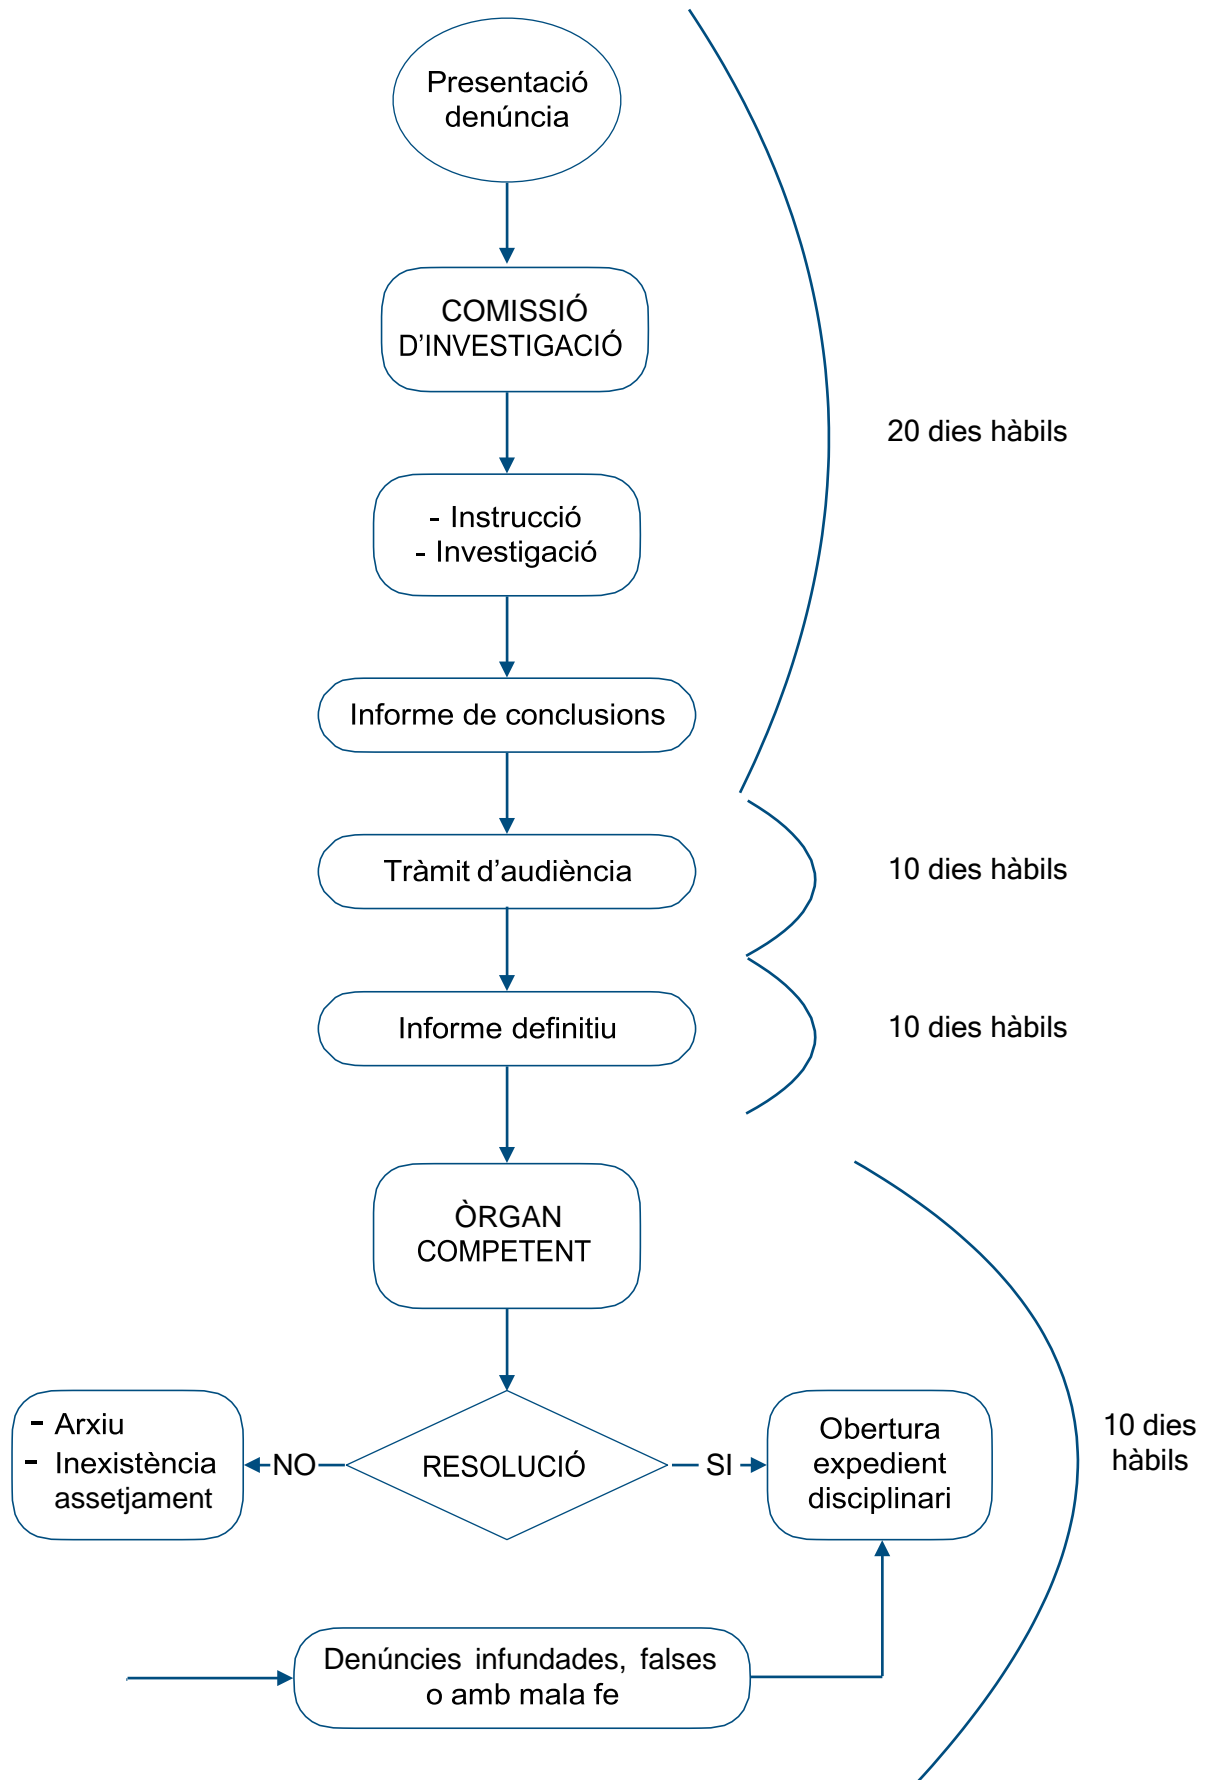 Presentació
denúncia
COMISSIÓ
D’INVESTIGACIÓ
20 dies hàbils
- Instrucció
- Investigació
Informe de conclusions
Tràmit d’audiència
10 dies hàbils
Informe definitiu
10 dies hàbils
ÒRGAN
COMPETENT
- Arxiu
- Inexistència
assetjament
NO
RESOLUCIÓ
SI
Obertura
expedient
disciplinari
10 dies
hàbils
Denúncies infundades, falses
o amb mala fe